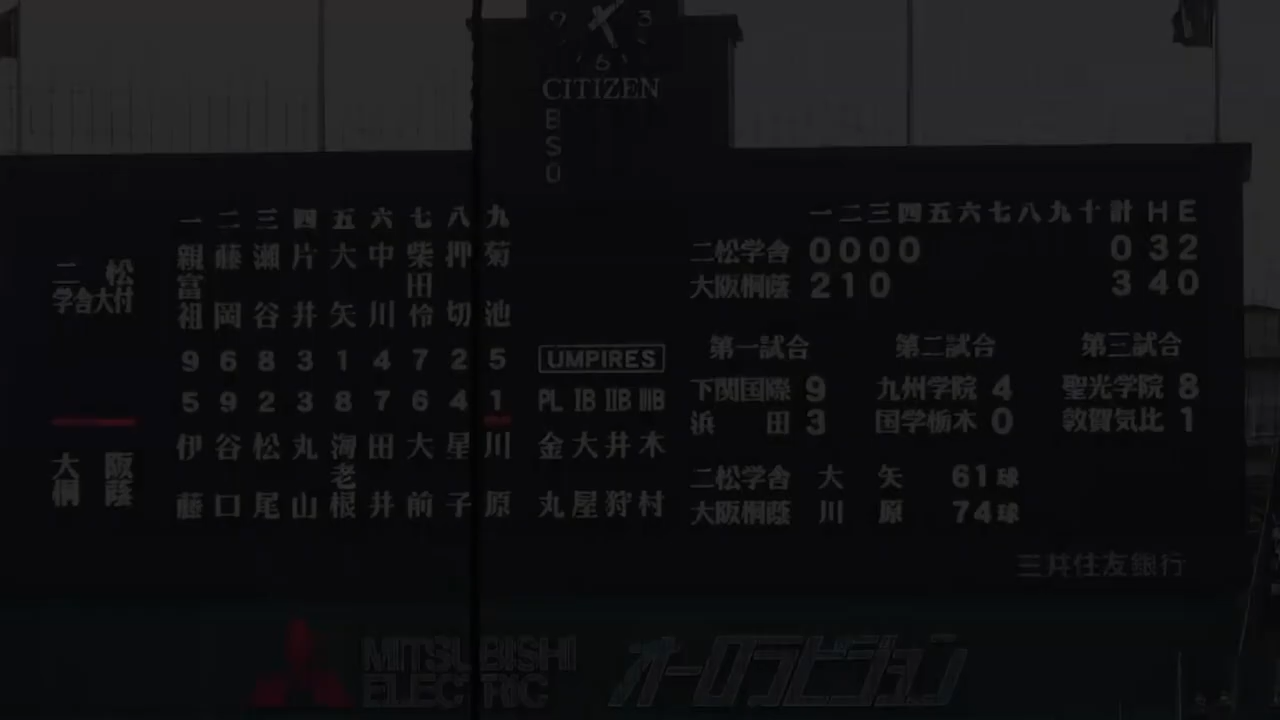 9 3
6
CITIZEN
B
S
O
一 二 三 四 五 六 七 八 九
二松学舎大付
親富祖 藤岡 瀬谷 片井 大矢 中川 柴田怜 押切 菊池
9 6 8 3 1 4 7 2 5
5 9 2 3 8 7 6 4 1
大阪桐蔭
伊藤 谷口 松尾 丸山 海老根 田井 大前 星子 川原
UMPIRES
PL IB IIB IIIB
金丸 大屋 井狩 木村
一二三四五六七八九十 計 H E
二松学舎 0 0 0 0 0 3 2
大阪桐蔭 2 1 0 3 4 0
第一試合 第二試合 第三試合
下関国際 9 九州学院 4 聖光学院 8
浜田 3 国学栃木 0 敦賀気比 1
二松学舎 大矢 61球
大阪桐蔭 川原 74球
三井住友銀行
MITSUBISHI ELECTRIC オーロラビジョン